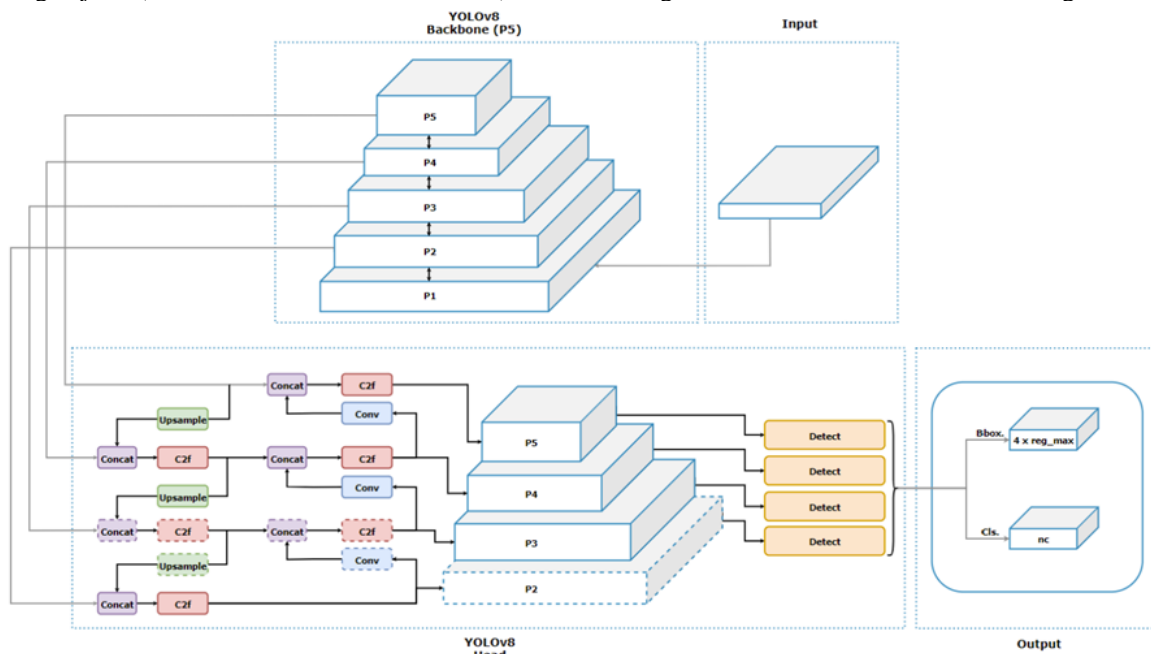 YOLOv8
Backbone (P5)
Input
P5
P4
P3
P2
P1
Concat
C2f
Upsample
Conv
P5
Detect
Concat
C2f
Concat
C2f
P4
Detect
Upsample
Conv
Concat
C2f
Concat
C2f
P3
Detect
Upsample
Conv
Detect
P2
Concat
C2f
Bbox.
4 x reg_max
Cls.
nc
YOLOv8
Output